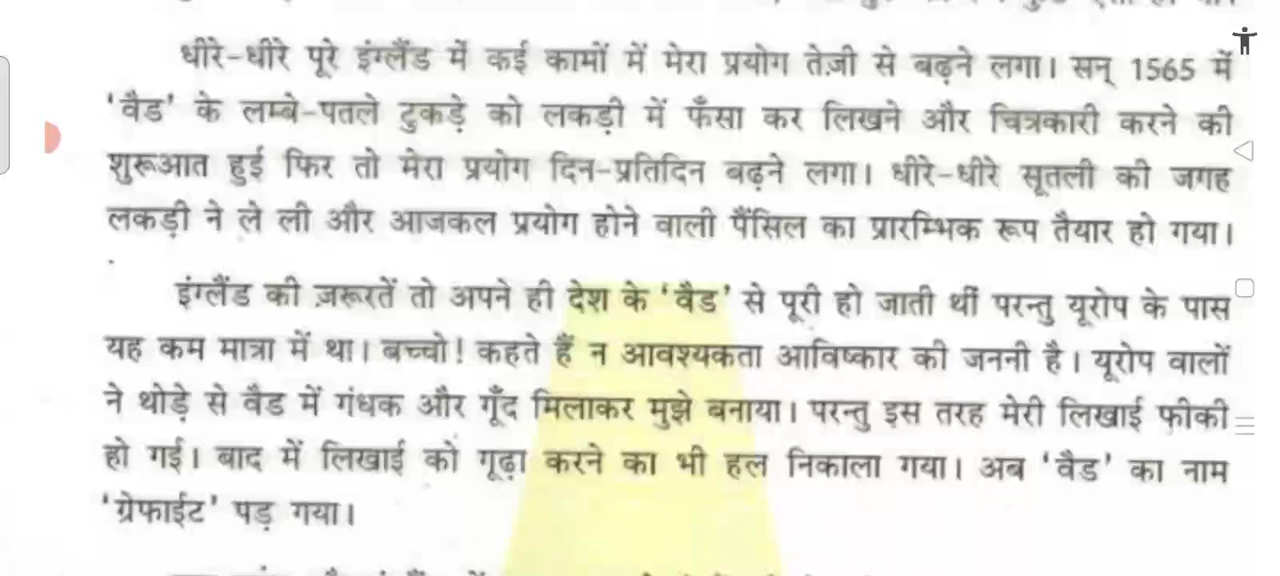 धीरे-धीरे पूरे इंग्लैंड में कई कामों में मेरा प्रयोग तेज़ी से बढ़ने लगा। सन् 1565 में
'वैड' के लम्बे-पतले टुकड़े को लकड़ी में फँसा कर लिखने और चित्रकारी करने की
शुरूआत हुई फिर तो मेरा प्रयोग दिन-प्रतिदिन बढ़ने लगा। धीरे-धीरे सूतली की जगह
लकड़ी ने ले ली और आजकल प्रयोग होने वाली पैंसिल का प्रारम्भिक रूप तैयार हो गया।
इंग्लैंड की ज़रूरतें तो अपने ही देश के 'वैड' से पूरी हो जाती थीं परन्तु यूरोप के पास
यह कम मात्रा में था। बच्चो! कहते हैं न आवश्यकता आविष्कार की जननी है। यूरोप वालों
ने थोड़े से वैड में गंधक और गूँद मिलाकर मुझे बनाया। परन्तु इस तरह मेरी लिखाई फीकी
हो गई। बाद में लिखाई को गूढ़ा करने का भी हल निकाला गया। अब 'वैड' का नाम
'ग्रेफाईट' पड़ गया।